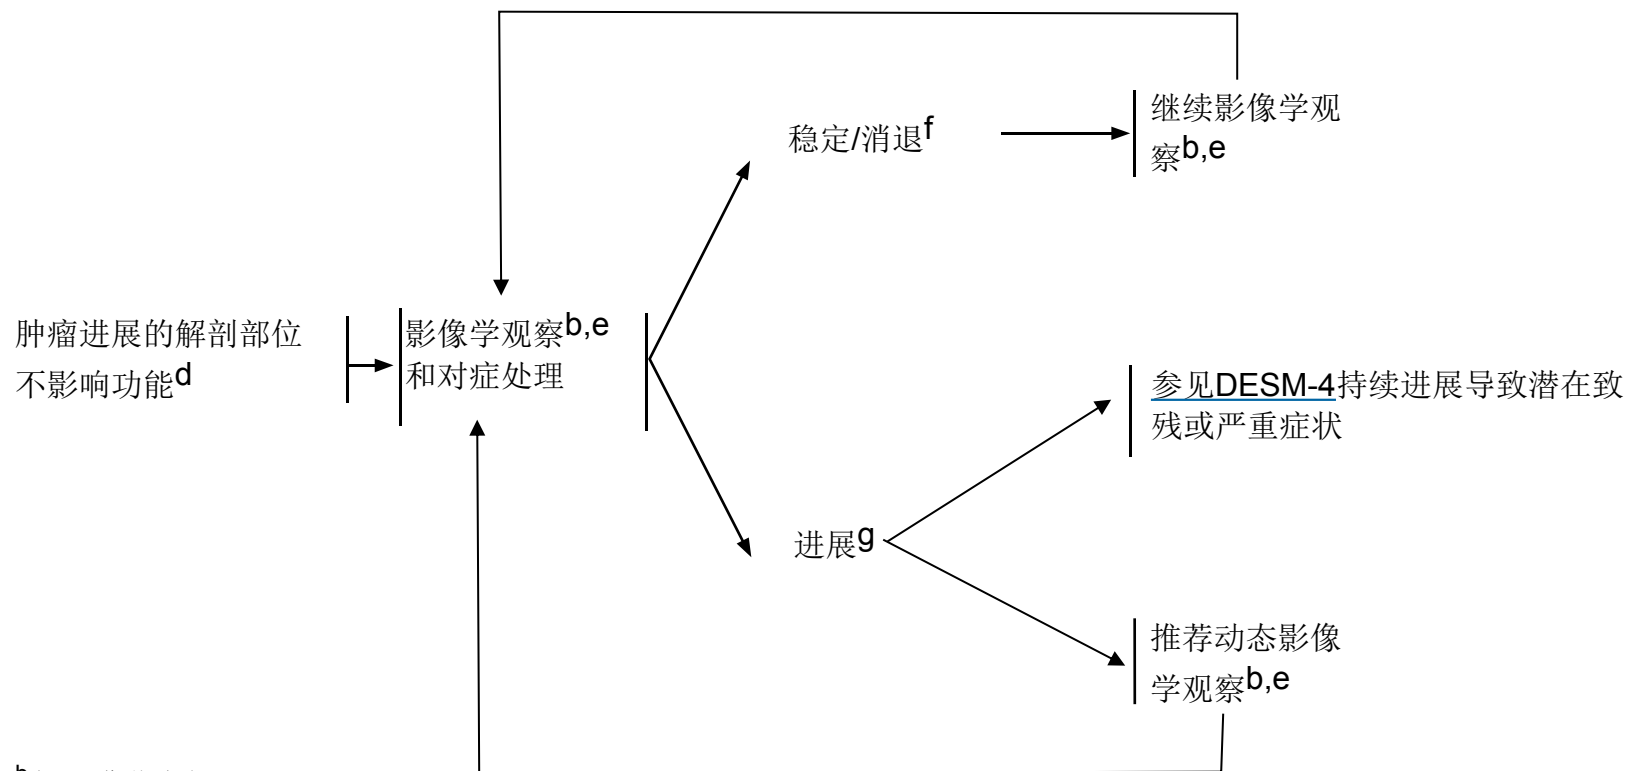 继续影像学观
察b,e
稳定/消退f
肿瘤进展的解剖部位
不影响功能d
影像学观察b,e
和对症处理
参见DESM-4持续进展导致潜在致
残或严重症状
进展g
推荐动态影像
学观察b,e
b